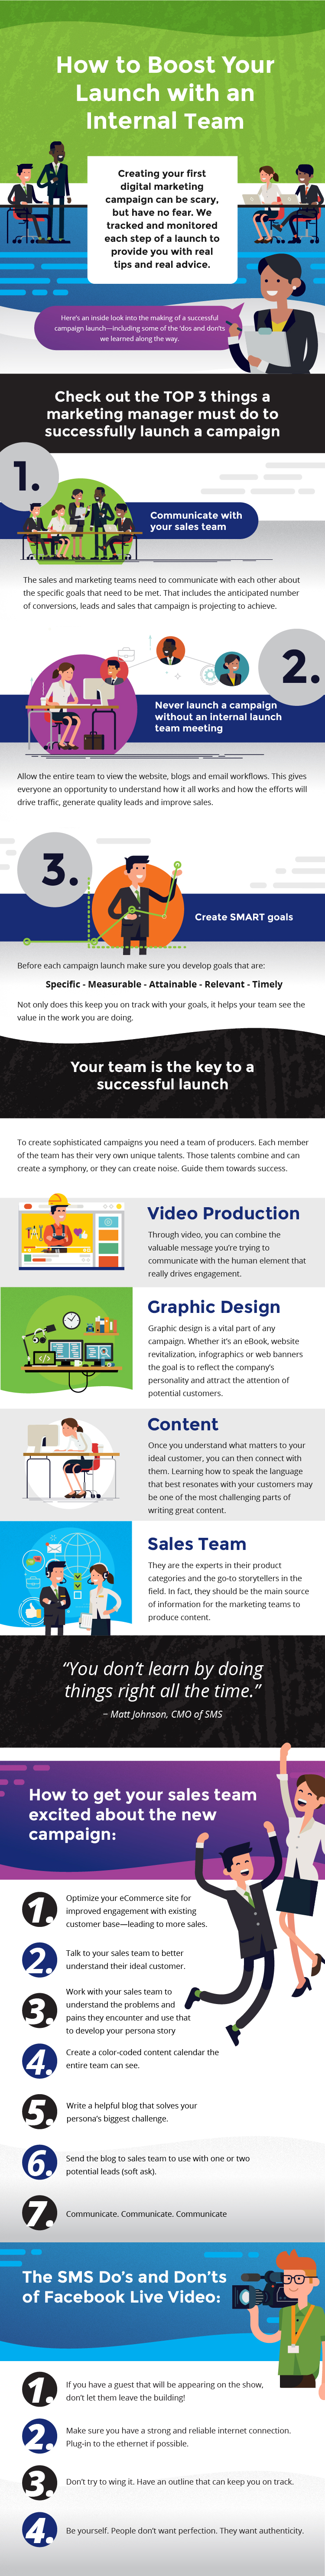 How to Boost Your
Launch with an
Internal Team
Creating your first
digital marketing
campaign can be scary,
but have no fear. We
tracked and monitored
each step of a launch to
provide you with real
tips and real advice.
Here's an inside look into the making of a successful
campaign launch—including some of the 'dos and don'ts
we learned along the way.
Check out the TOP 3 things a
marketing manager must do to
successfully launch a campaign
1.
Communicate with
your sales team
The sales and marketing teams need to communicate with each other about
the specific goals that need to be met. That includes the anticipated number
of conversions, leads and sales that campaign is projecting to achieve.
2.
Never launch a campaign
without an internal launch
team meeting
Allow the entire team to view the website, blogs and email workflows. This gives
everyone an opportunity to understand how it all works and how the efforts will
drive traffic, generate quality leads and improve sales.
3.
Create SMART goals
Before each campaign launch make sure you develop goals that are:
Specific - Measurable - Attainable - Relevant - Timely
Not only does this keep you on track with your goals, it helps your team see the
value in the work you are doing.
Your team is the key to a
successful launch
To create sophisticated campaigns you need a team of producers. Each member
of the team has their very own unique talents. Those talents combine and can
create a symphony, or they can create noise. Guide them towards success.
Video Production
Through video, you can combine the
valuable message you're trying to
communicate with the human element that
really drives engagement.
Graphic Design
Graphic design is a vital part of any
campaign. Whether it's an eBook, website
revitalization, infographics or web banners
the goal is to reflect the company's
personality and attract the attention of
potential customers.
</>
Content
Once you understand what matters to your
ideal customer, you can then connect with
them. Learning how to speak the language
that best resonates with your customers may
be one of the most challenging parts of
writing great content.
Sales Team
They are the experts in their product
categories and the go-to storytellers in the
field. In fact, they should be the main source
of information for the marketing teams to
produce content.
“You don't learn by doing
things right all the time.”
– Matt Johnson, CMO of SMS
How to get your sales team
excited about the new
campaign:
1.
Optimize your eCommerce site for
improved engagement with existing
customer base—leading to more sales.
2.
Talk to your sales team to better
understand their ideal customer.
3.
Work with your sales team to
understand the problems and
pains they encounter and use that
to develop your persona story
4.
Create a color-coded content calendar the
entire team can see.
5.
Write a helpful blog that solves your
persona's biggest challenge.
6.
Send the blog to sales team to use with one or two
potential leads (soft ask).
7.
Communicate. Communicate. Communicate
The SMS Do's and Don'ts
of Facebook Live Video:
1.
If you have a guest that will be appearing on the show,
don't let them leave the building!
2.
Make sure you have a strong and reliable internet connection.
Plug-in to the ethernet if possible.
3.
Don't try to wing it. Have an outline that can keep you on track.
4.
Be yourself. People don't want perfection. They want authenticity.